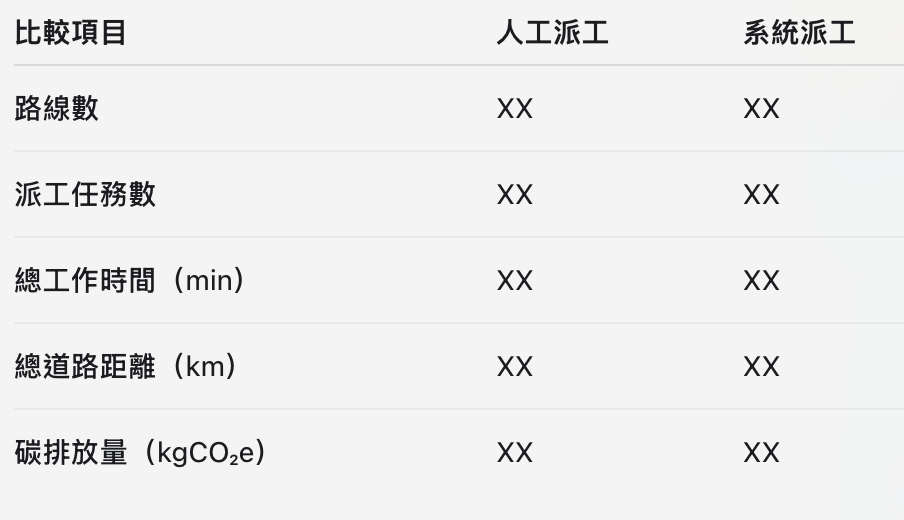 比較項目 人工派工 系統派工
路線數 XX XX
派工任務數 XX XX
總工作時間（min） XX XX
總道路距離（km） XX XX
碳排放量（kgCO₂e） XX XX